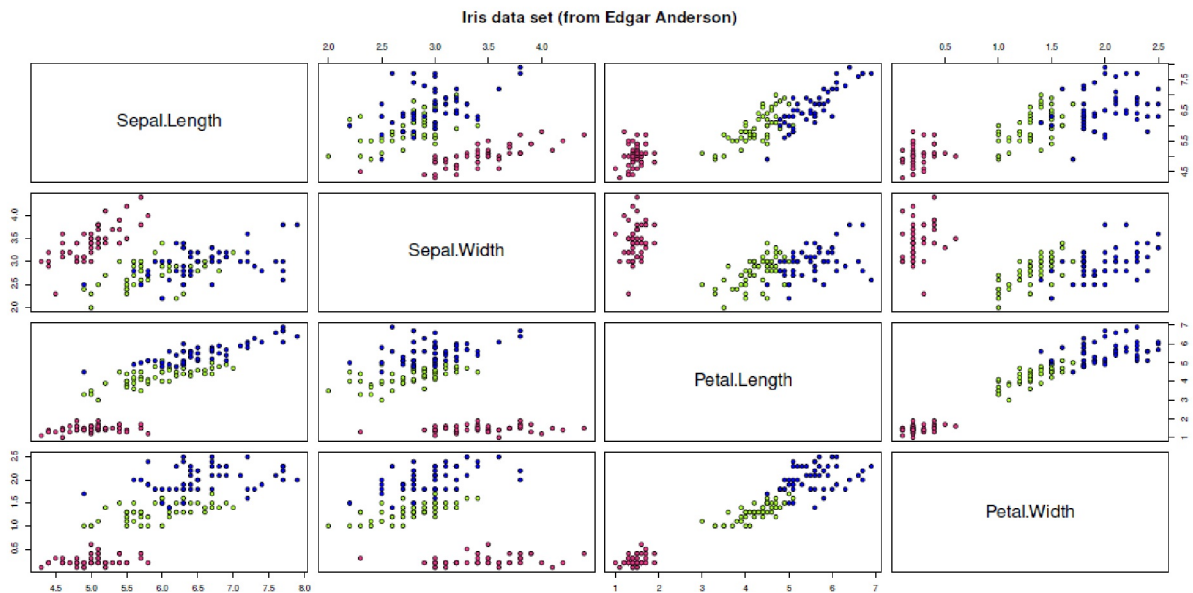 Iris data set (from Edgar Anderson)
2.0 2.5 3.0 3.5 4.0
0.5 1.0 1.5 2.0 2.5
Sepal.Length
4.5 5.5 6.5 7.5
2.0 2.5 3.0 3.5 4.0
Sepal.Width
Petal.Length
1 2 3 4 5 6 7
0.5 1.0 1.5 2.0 2.5
Petal.Width
4.5 5.0 5.5 6.0 6.5 7.0 7.5 8.0
1 2 3 4 5 6 7